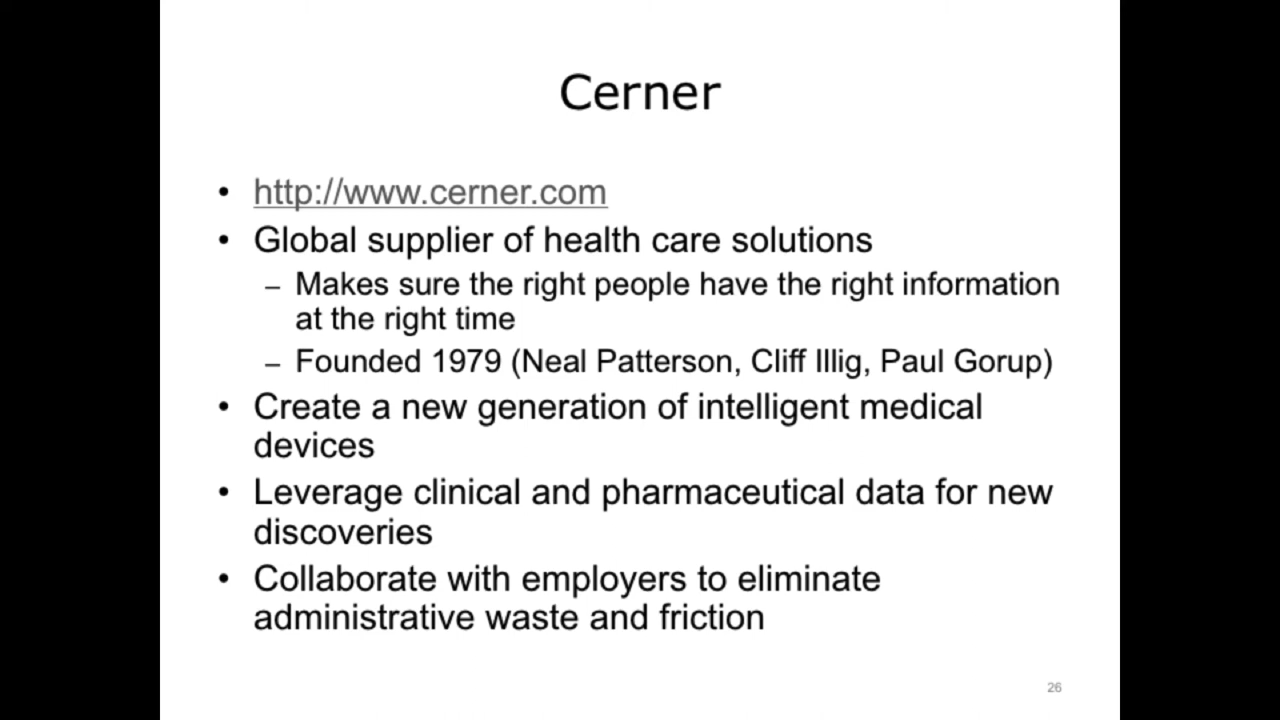 Cerner
• http://www.cerner.com
• Global supplier of health care solutions
– Makes sure the right people have the right information
at the right time
– Founded 1979 (Neal Patterson, Cliff Illig, Paul Gorup)
• Create a new generation of intelligent medical
devices
• Leverage clinical and pharmaceutical data for new
discoveries
• Collaborate with employers to eliminate
administrative waste and friction
26